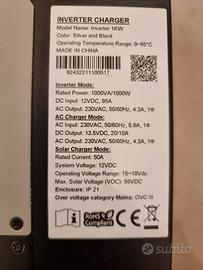 INVERTER CHARGER
Model Name: Inverter 1KW
Color: Silver and Black
Operating Temperature Range: 0~55°C
MADE IN CHINA
92432211100517
Inverter Mode:
Rated Power: 1000VA/1000W
DC Input: 12VDC, 95A
AC Output: 230VAC, 50/60Hz, 4.3A, 1Φ
AC Charger Mode:
AC Input: 230VAC, 50/60Hz, 5.9A, 1Φ
DC Output: 13.5VDC, 20/10A
AC Output: 230VAC, 50/60Hz, 4.3A, 1Φ
Solar Charger Mode:
Rated Current: 50A
System Voltage: 12VDC
Operating Voltage Range: 15~18Vdc
Max. Solar Voltage (VOC): 55VDC
Enclosure: IP 21
Over voltage category Mains: OVC III
CE
RoHS
Compliant
subito